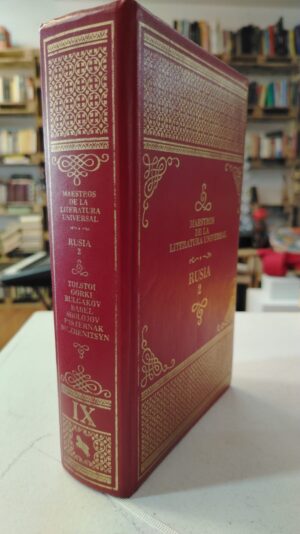 MAESTROS
DE LA
LITERATURA
UNIVERSAL
RUSIA
2
TOLSTOI
GORKI
BULGAKOV
BABEL
SHOLOJOV
PASTERNAK
SOLZHENITSYN
IX
MAESTROS
DE LA
LITERATURA UNIVERSAL
RUSIA
2